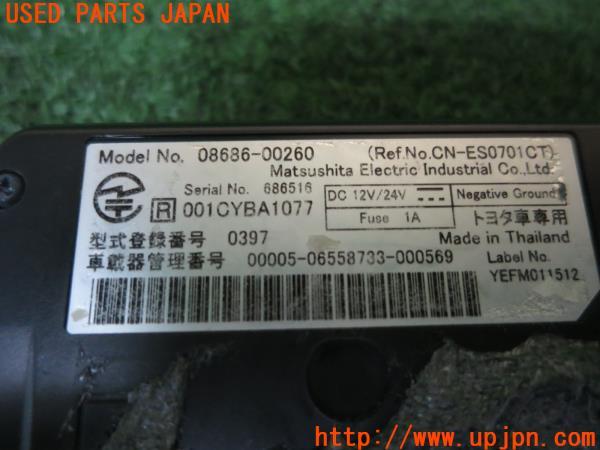 USED PARTS JAPAN
Model No. 08686-00260 (Ref.No.CN-ES0701CT)
Matsushita Electric Industrial Co.,Ltd.
Serial No. 686516
R 001CYBA1077
DC 12V/24V Negative Ground
Fuse 1A トヨタ車専用
型式登録番号 0397 Made in Thailand
車載器管理番号 00005-06558733-000569 Label No.
YEFM011512
UPJ http://www.upjpn.com